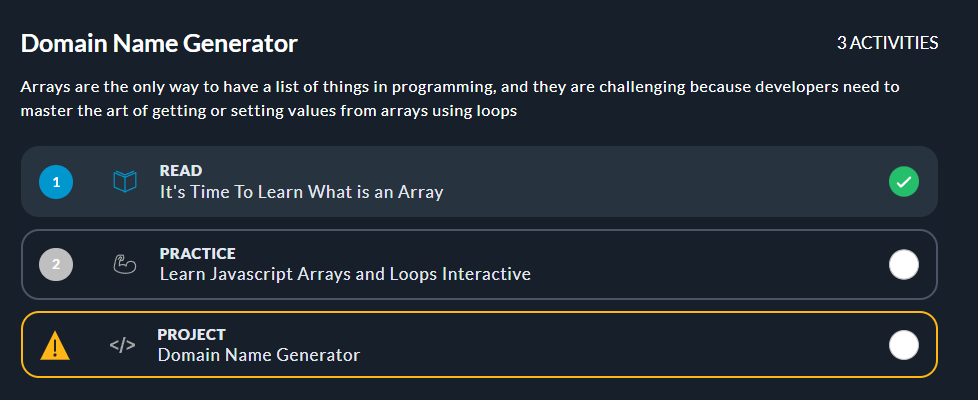 Domain Name Generator
3 ACTIVITIES
Arrays are the only way to have a list of things in programming, and they are challenging because developers need to
master the art of getting or setting values from arrays using loops
1
READ
It's Time To Learn What is an Array
2
PRACTICE
Learn Javascript Arrays and Loops Interactive
</>
PROJECT
Domain Name Generator